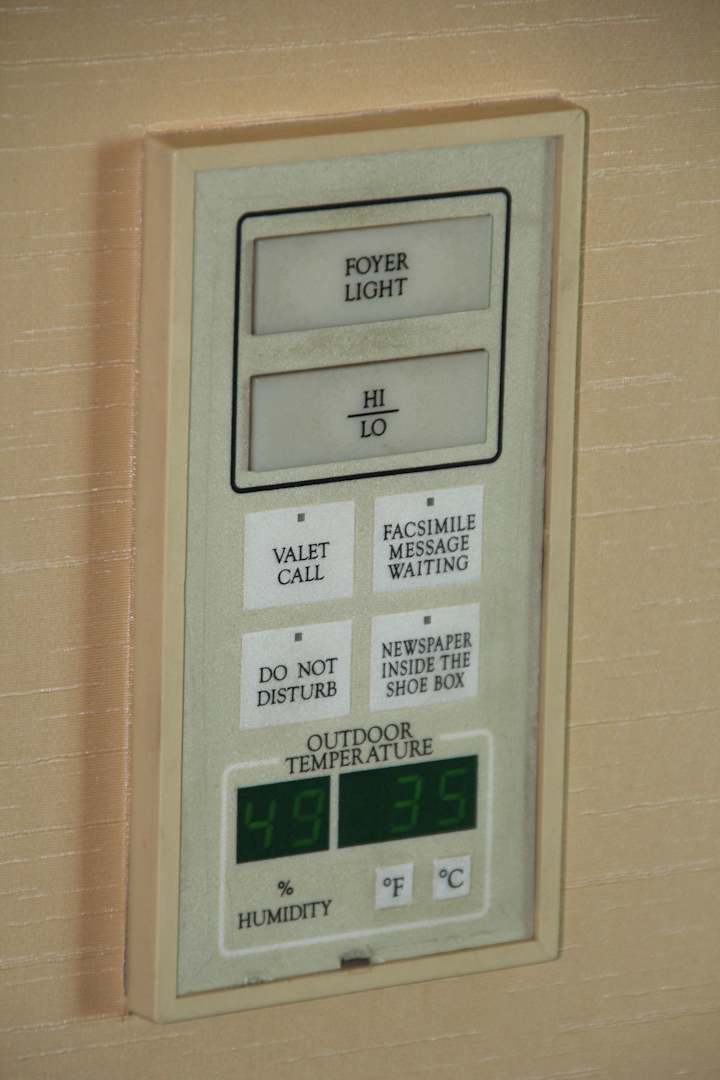 FOYER
LIGHT
HI
LO
VALET
CALL
FACSIMILE
MESSAGE
WAITING
DO NOT
DISTURB
NEWSPAPER
INSIDE THE
SHOE BOX
OUTDOOR
TEMPERATURE
49 35
%
HUMIDITY
°F °C